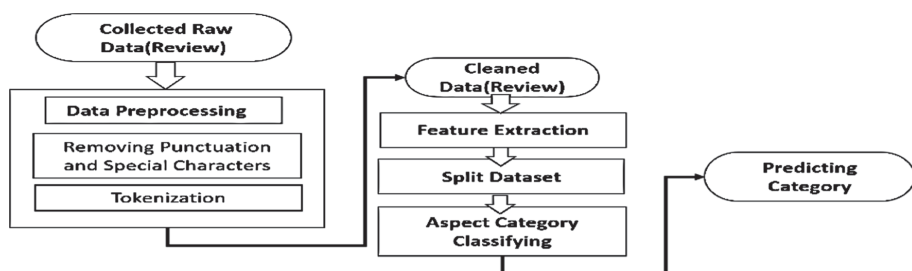 Collected Raw
Data(Review)
Data Preprocessing
Removing Punctuation
and Special Characters
Tokenization
Cleaned
Data(Review)
Feature Extraction
Split Dataset
Aspect Category
Classifying
Predicting
Category